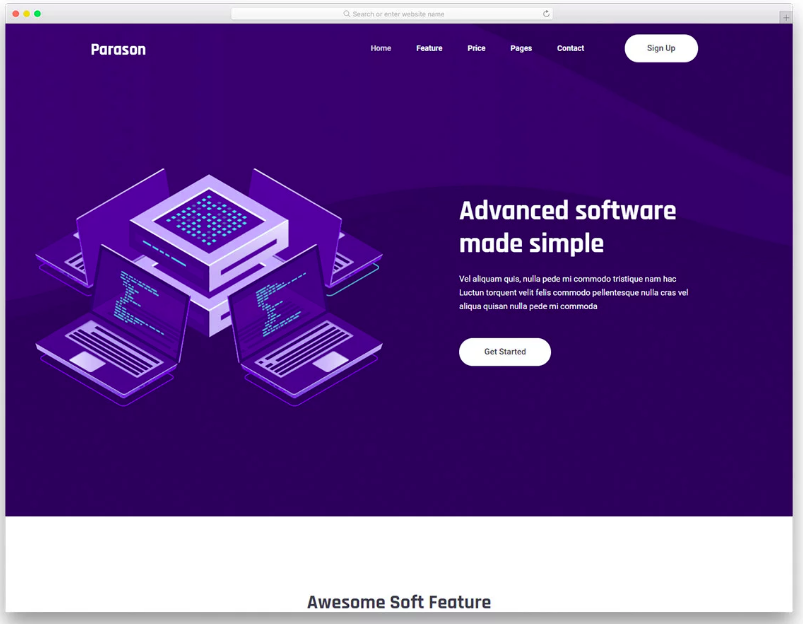 Search or enter website name
Parason
Home Feature Price Pages Contact Sign Up
Advanced software
made simple
Vel aliquam quis, nulla pede mi commodo tristique nam hac
Luctun torquent velit felis commodo pellentesque nulla cras vel
aliqua quisan nulla pede mi commoda
Get Started
Awesome Soft Feature